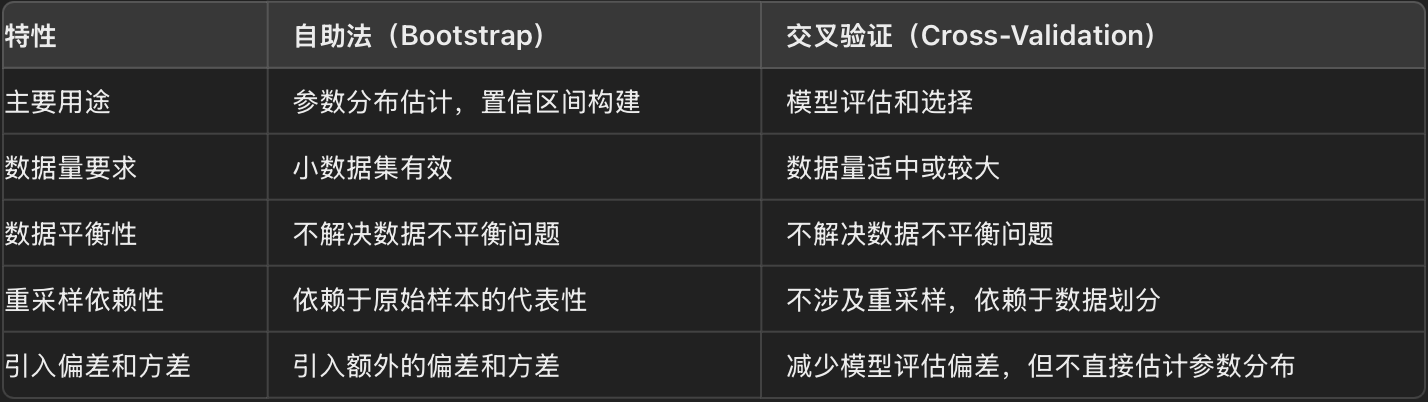 特性 自助法（Bootstrap） 交叉验证（Cross-Validation）
主要用途 参数分布估计，置信区间构建 模型评估和选择
数据量要求 小数据集有效 数据量适中或较大
数据平衡性 不解决数据不平衡问题 不解决数据不平衡问题
重采样依赖性 依赖于原始样本的代表性 不涉及重采样，依赖于数据划分
引入偏差和方差 引入额外的偏差和方差 减少模型评估偏差，但不直接估计参数分布